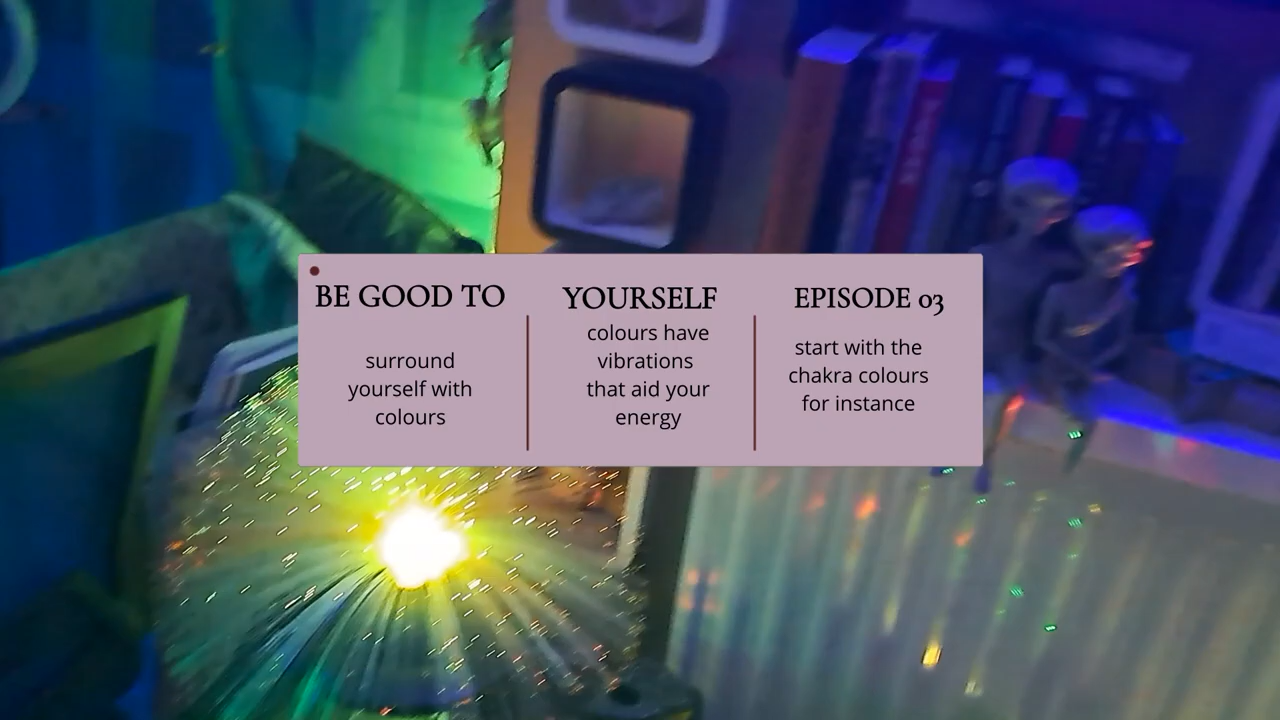 BE GOOD TO
surround
yourself with
colours
YOURSELF
colours have
vibrations
that aid your
energy
EPISODE 03
start with the
chakra colours
for instance